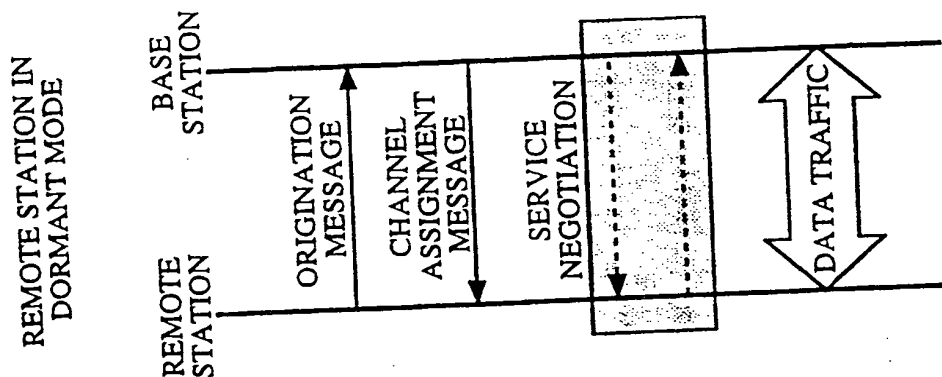 REMOTE STATION IN
DORMANT MODE
REMOTE
STATION
BASE
STATION
ORIGINATION
MESSAGE
CHANNEL
ASSIGNMENT
MESSAGE
SERVICE
NEGOTIATION
DATA TRAFFIC